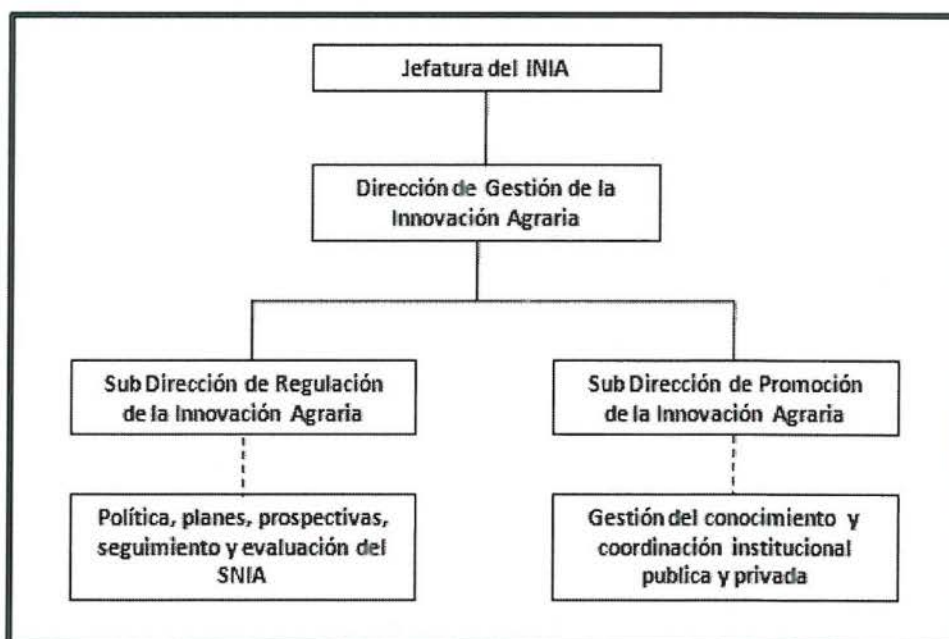 Jefatura del INIA
Dirección de Gestión de la
Innovación Agraria
Sub Dirección de Regulación
de la Innovación Agraria
Sub Dirección de Promoción
de la Innovación Agraria
Política, planes, prospectivas,
seguimiento y evaluación del
SNIA
Gestión del conocimiento y
coordinación institucional
publica y privada